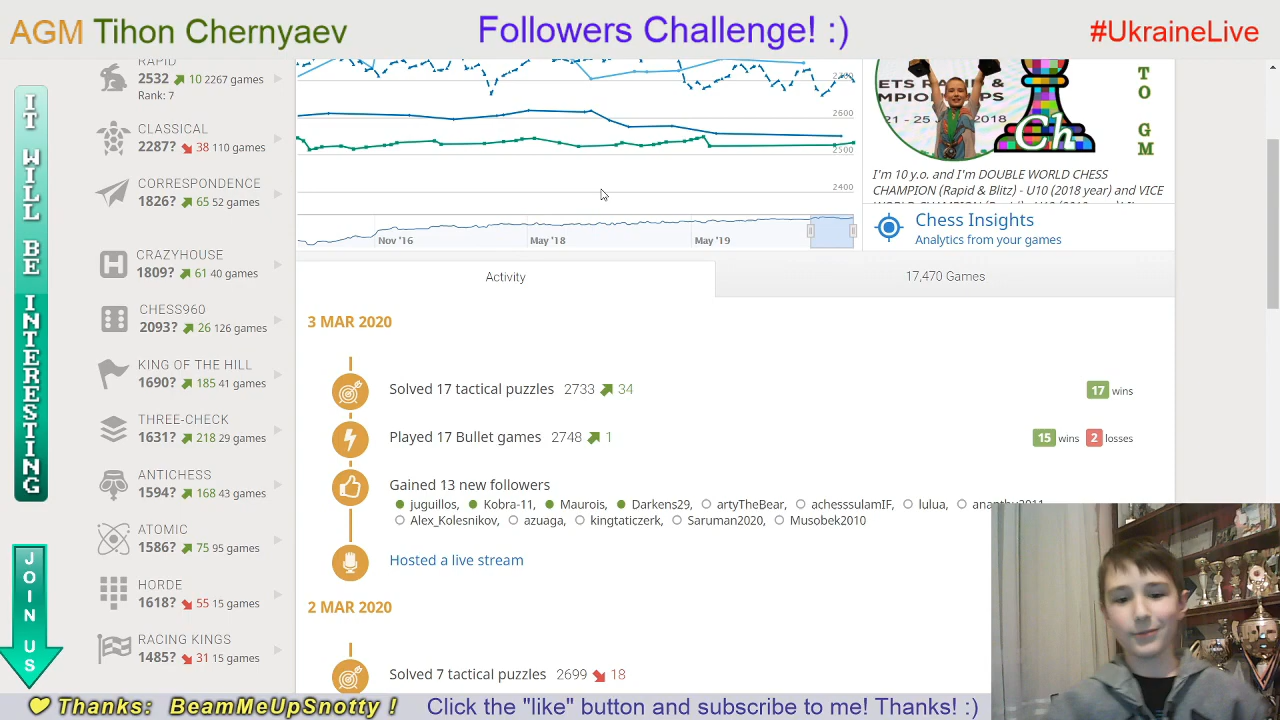 AGM Tihon Chernyaev
Followers Challenge! :)
#UkraineLive
IT WILL BE INTERESTING
JOIN US
RAPID
2532 10 2267 games
Rank: 7
CLASSICAL
2287? 38 110 games
CORRESPONDENCE
1826? 65 52 games
CRAZYHOUSE
1809? 61 40 games
CHESS960
2093? 26 126 games
KING OF THE HILL
1690? 185 41 games
THREE-CHECK
1631? 218 29 games
ANTICHESS
1594? 168 43 games
ATOMIC
1586? 75 95 games
HORDE
1618? 55 15 games
RACING KINGS
1485? 31 15 games
2600
2500
2400
Nov '16 May '18 May '19
21 - 25 2018
Ch
TO GM
I'm 10 y.o. and I'm DOUBLE WORLD CHESS
CHAMPION (Rapid & Blitz) - U10 (2018 year) and VICE
Chess Insights
Analytics from your games
Activity
17,470 Games
3 MAR 2020
Solved 17 tactical puzzles 2733 34 17 wins
Played 17 Bullet games 2748 1 15 wins 2 losses
Gained 13 new followers
juguillos, Kobra-11, Maurois, Darkens29, artyTheBear, achesssulamIF, lulua,
Alex_Kolesnikov, azuaga, kingtaticzerk, Saruman2020, Musobek2010
Hosted a live stream
2 MAR 2020
Solved 7 tactical puzzles 2699 18
Thanks: BeamMeUpSnotty !
Click the "like" button and subscribe to me! Thanks! :)